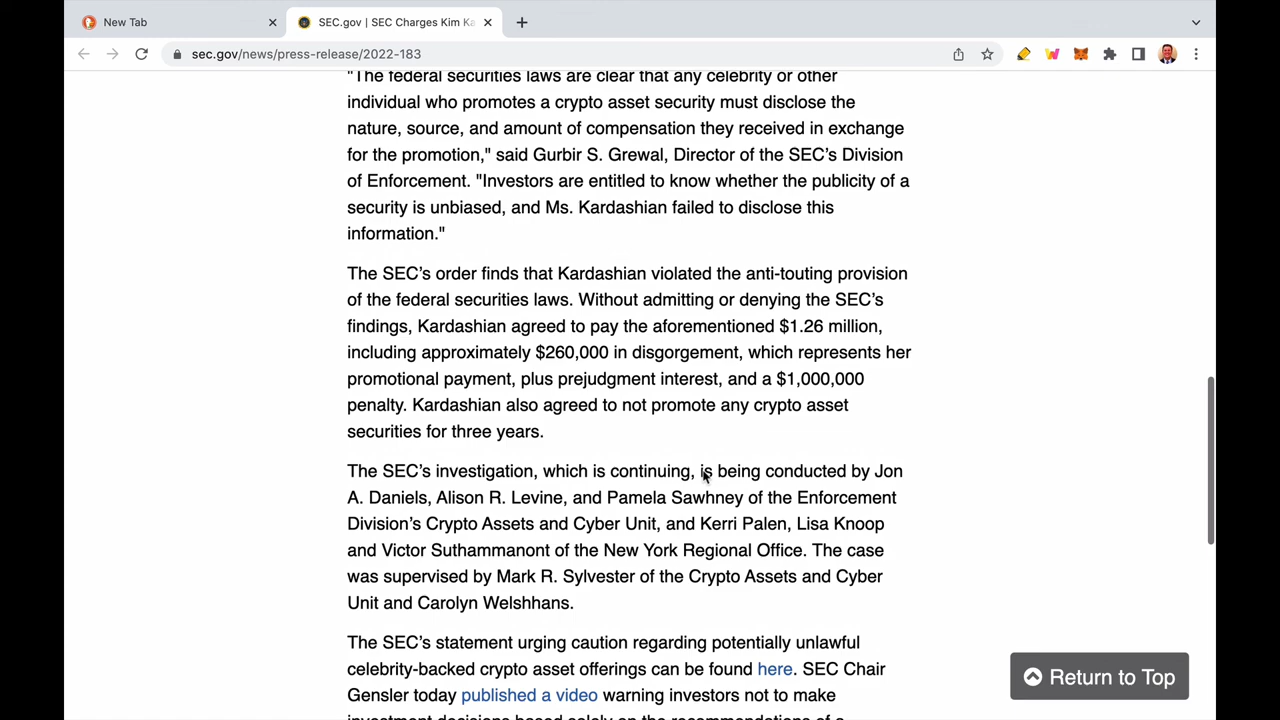 New Tab
SEC.gov | SEC Charges Kim Ka
sec.gov/news/press-release/2022-183
"The federal securities laws are clear that any celebrity or other
individual who promotes a crypto asset security must disclose the
nature, source, and amount of compensation they received in exchange
for the promotion," said Gurbir S. Grewal, Director of the SEC’s Division
of Enforcement. "Investors are entitled to know whether the publicity of a
security is unbiased, and Ms. Kardashian failed to disclose this
information."
The SEC’s order finds that Kardashian violated the anti-touting provision
of the federal securities laws. Without admitting or denying the SEC’s
findings, Kardashian agreed to pay the aforementioned $1.26 million,
including approximately $260,000 in disgorgement, which represents her
promotional payment, plus prejudgment interest, and a $1,000,000
penalty. Kardashian also agreed to not promote any crypto asset
securities for three years.
The SEC’s investigation, which is continuing, is being conducted by Jon
A. Daniels, Alison R. Levine, and Pamela Sawhney of the Enforcement
Division’s Crypto Assets and Cyber Unit, and Kerri Palen, Lisa Knoop
and Victor Suthammanont of the New York Regional Office. The case
was supervised by Mark R. Sylvester of the Crypto Assets and Cyber
Unit and Carolyn Welshhans.
The SEC’s statement urging caution regarding potentially unlawful
celebrity-backed crypto asset offerings can be found here. SEC Chair
Gensler today published a video warning investors not to make
investment decisions based solely on the recommendations of a
Return to Top